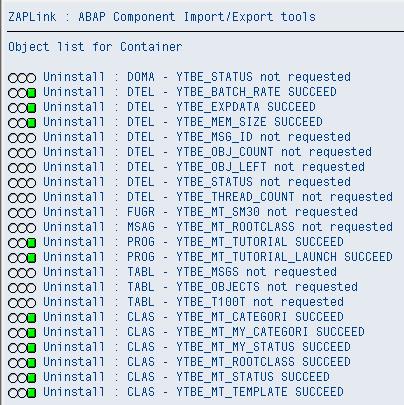 ZAPLink : ABAP Component Import/Export tools
Object list for Container
Uninstall : DOMA - YTBE_STATUS not requested
Uninstall : DTEL - YTBE_BATCH_RATE SUCCEED
Uninstall : DTEL - YTBE_EXPDATA SUCCEED
Uninstall : DTEL - YTBE_MEM_SIZE SUCCEED
Uninstall : DTEL - YTBE_MSG_ID not requested
Uninstall : DTEL - YTBE_OBJ_COUNT not requested
Uninstall : DTEL - YTBE_OBJ_LEFT not requested
Uninstall : DTEL - YTBE_STATUS not requested
Uninstall : DTEL - YTBE_THREAD_COUNT not requested
Uninstall : FUGR - YTBE_MT_SM30 not requested
Uninstall : MSAG - YTBE_MT_ROOTCLASS not requested
Uninstall : PROG - YTBE_MT_TUTORIAL SUCCEED
Uninstall : PROG - YTBE_MT_TUTORIAL_LAUNCH SUCCEED
Uninstall : TABL - YTBE_MSGS not requested
Uninstall : TABL - YTBE_OBJECTS not requested
Uninstall : TABL - YTBE_T100T not requested
Uninstall : CLAS - YTBE_MT_CATEGORI SUCCEED
Uninstall : CLAS - YTBE_MT_MY_CATEGORI SUCCEED
Uninstall : CLAS - YTBE_MT_MY_STATUS SUCCEED
Uninstall : CLAS - YTBE_MT_ROOTCLASS SUCCEED
Uninstall : CLAS - YTBE_MT_STATUS SUCCEED
Uninstall : CLAS - YTBE_MT_TEMPLATE SUCCEED